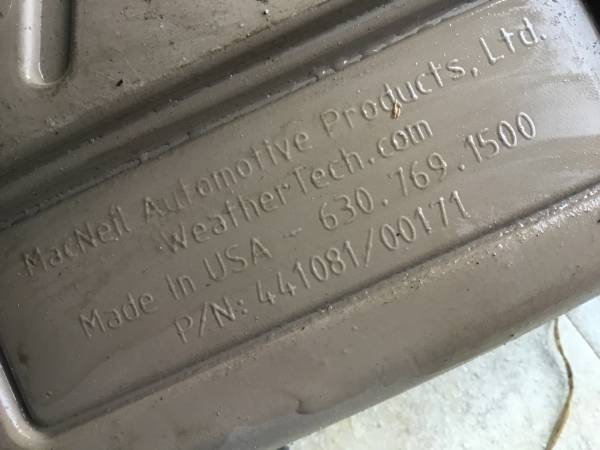 MacNeil Automotive Products, Ltd.
WeatherTech.com
Made In USA - 630.769.1500
P/N: 441081/00171